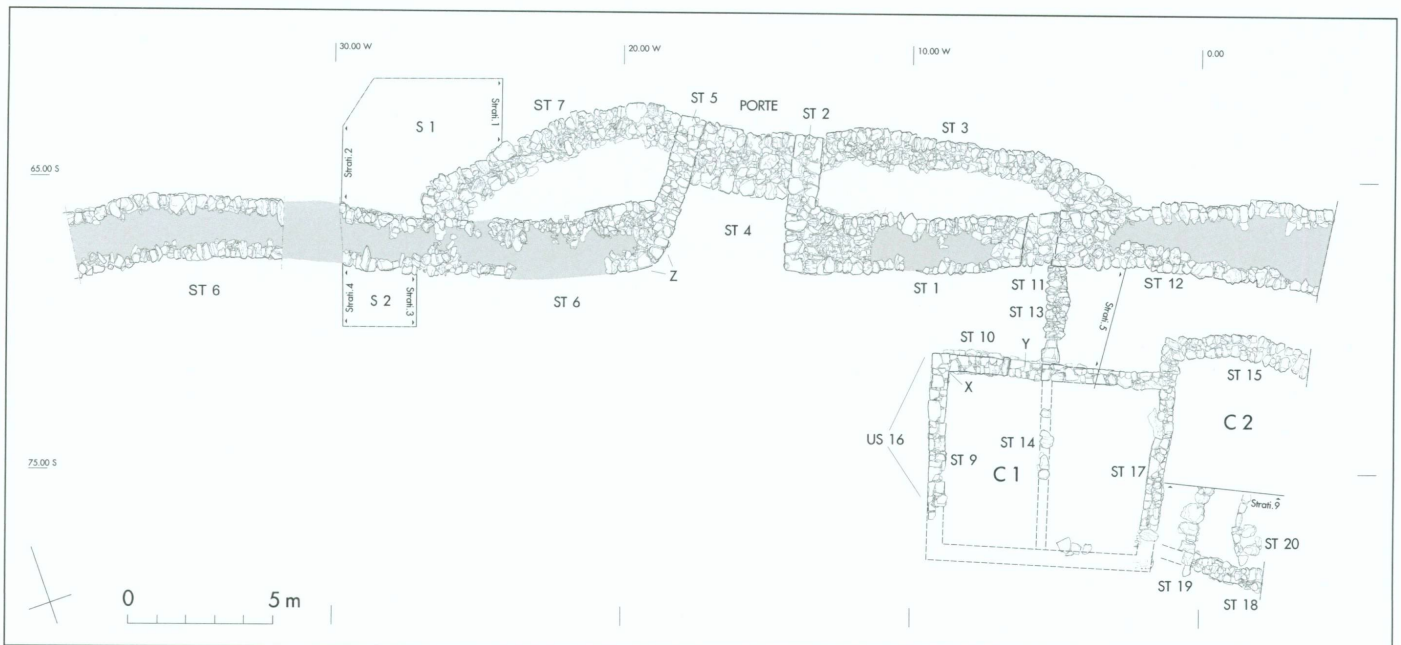 30.00 W
20.00 W
10.00 W
0.00
ST 7
ST 5
PORTE
ST 2
ST 3
S 1
Strati.1
Strati.2
65.00 S
ST 4
Z
ST 6
Strati.4
S 2
Strati.3
ST 6
ST 1
ST 11
ST 12
ST 13
Strati.5
ST 10
Y
X
ST 15
C 2
US 16
ST 9
ST 14
C 1
ST 17
75.00 S
Strati.9
ST 20
ST 19
ST 18
0
5 m